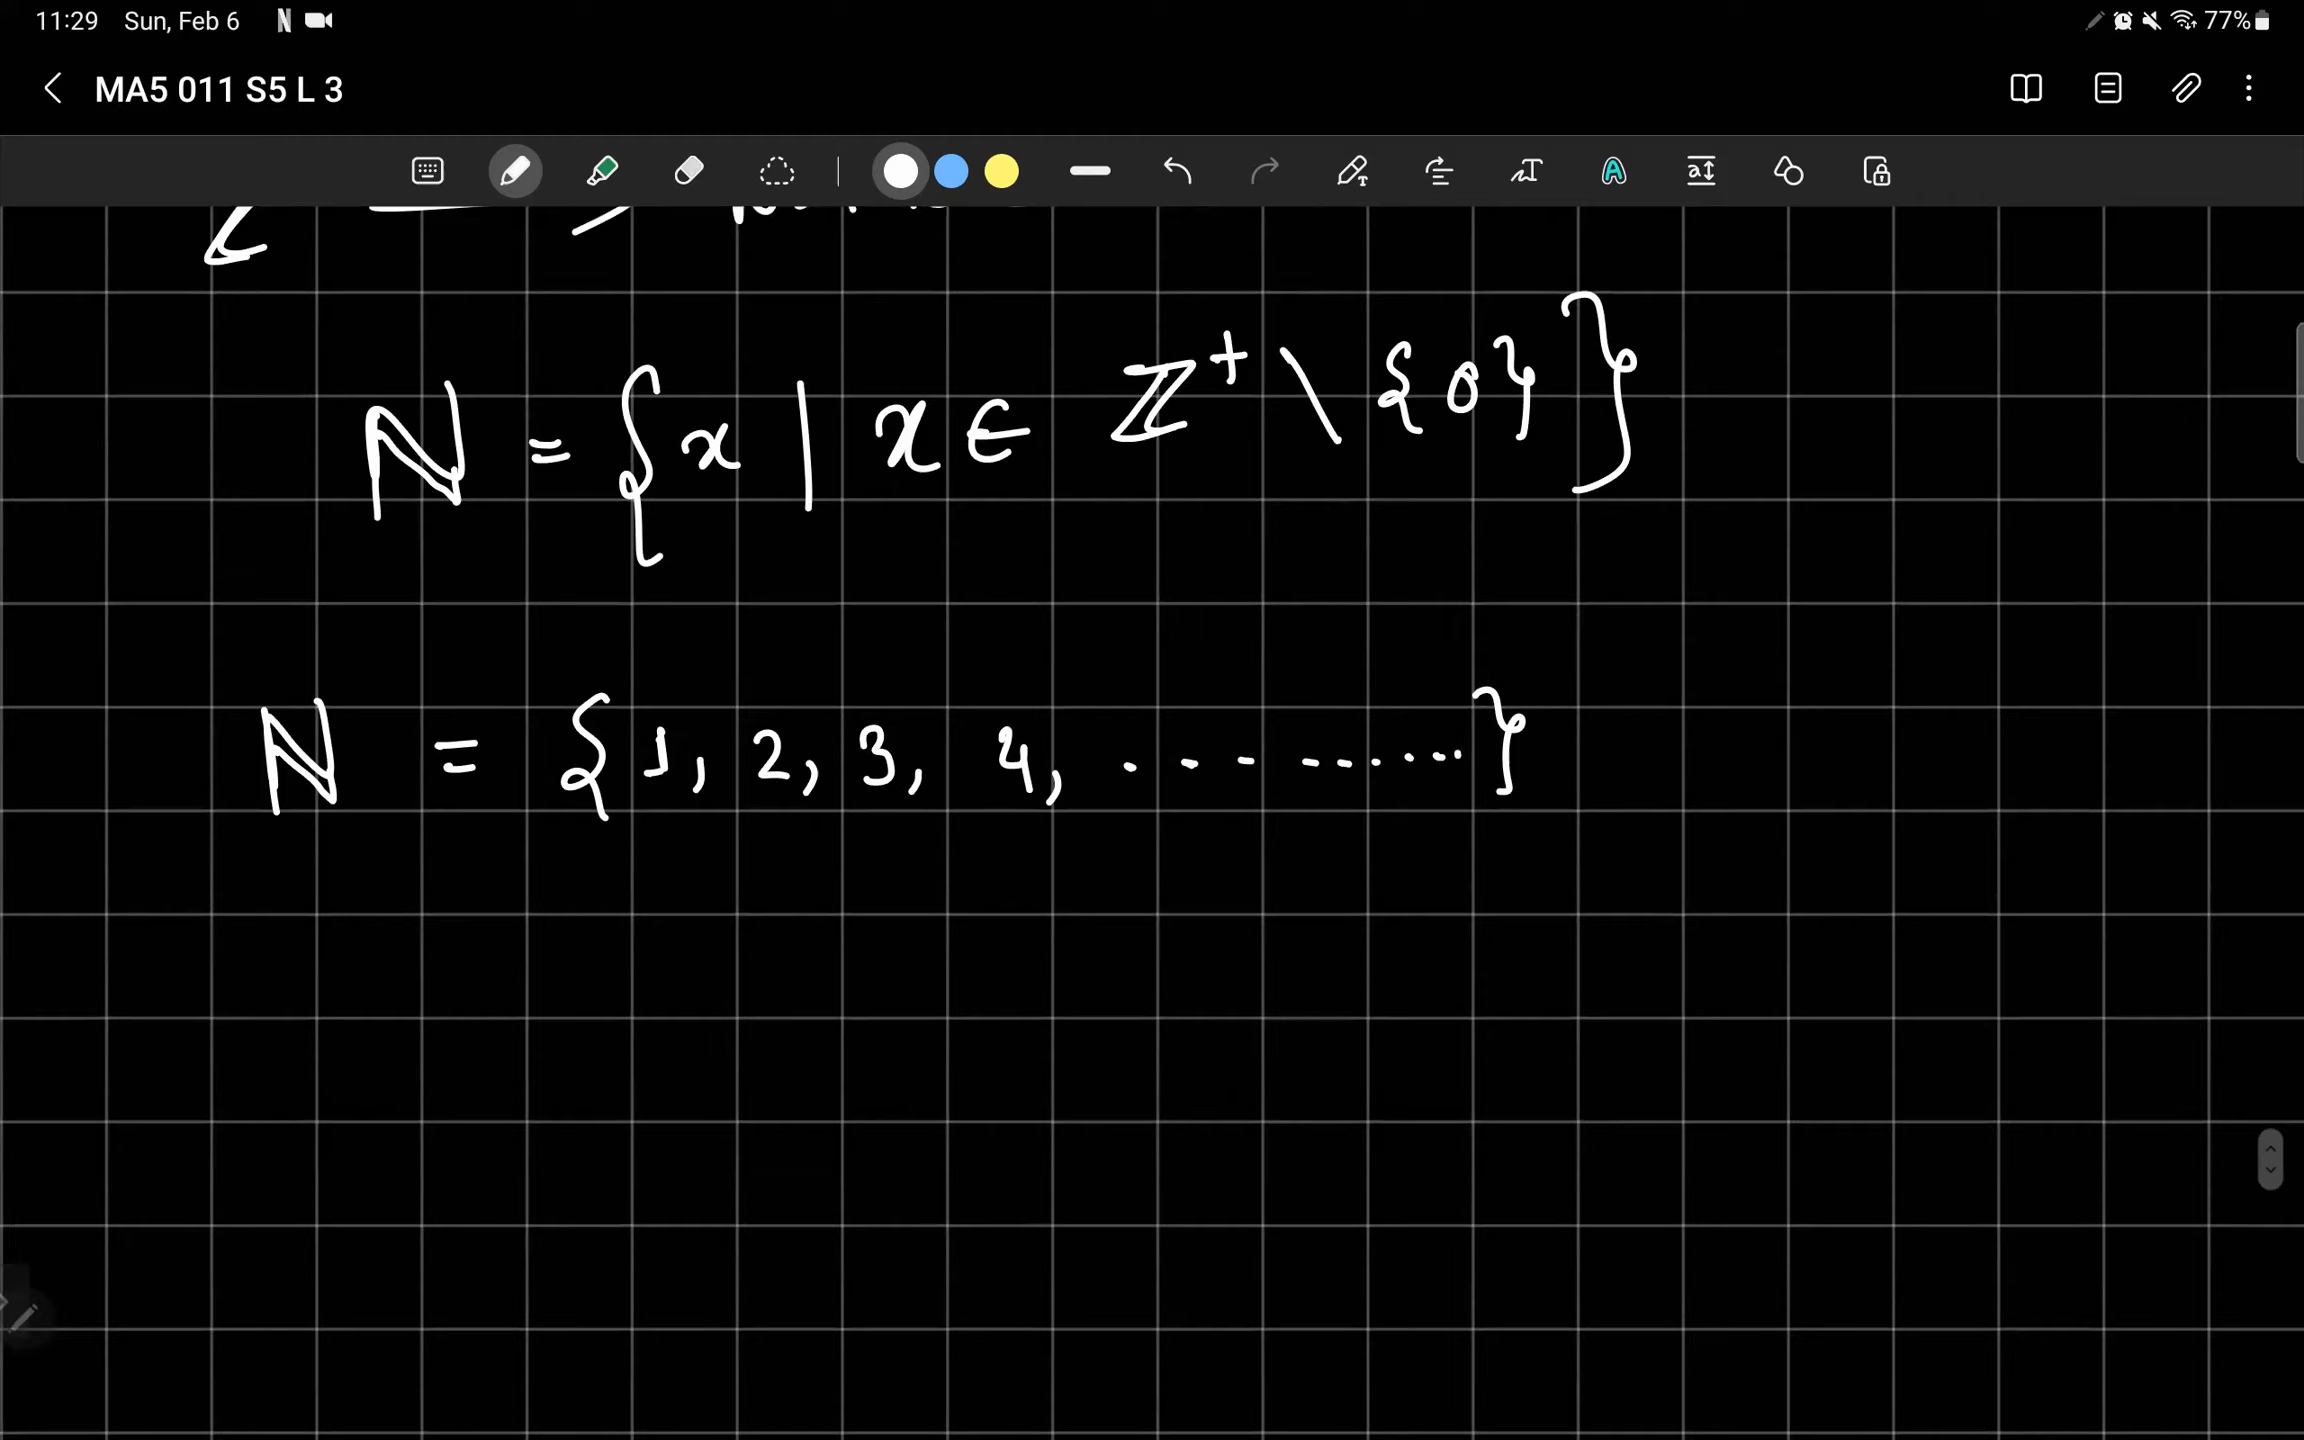 11:29 Sun, Feb 6 77%
MA5 011 S5 L 3
ℕ = {x | x ∈ ℤ⁺ \ {0}}
ℕ = {1, 2, 3, 4, . . . . . . . . . .}